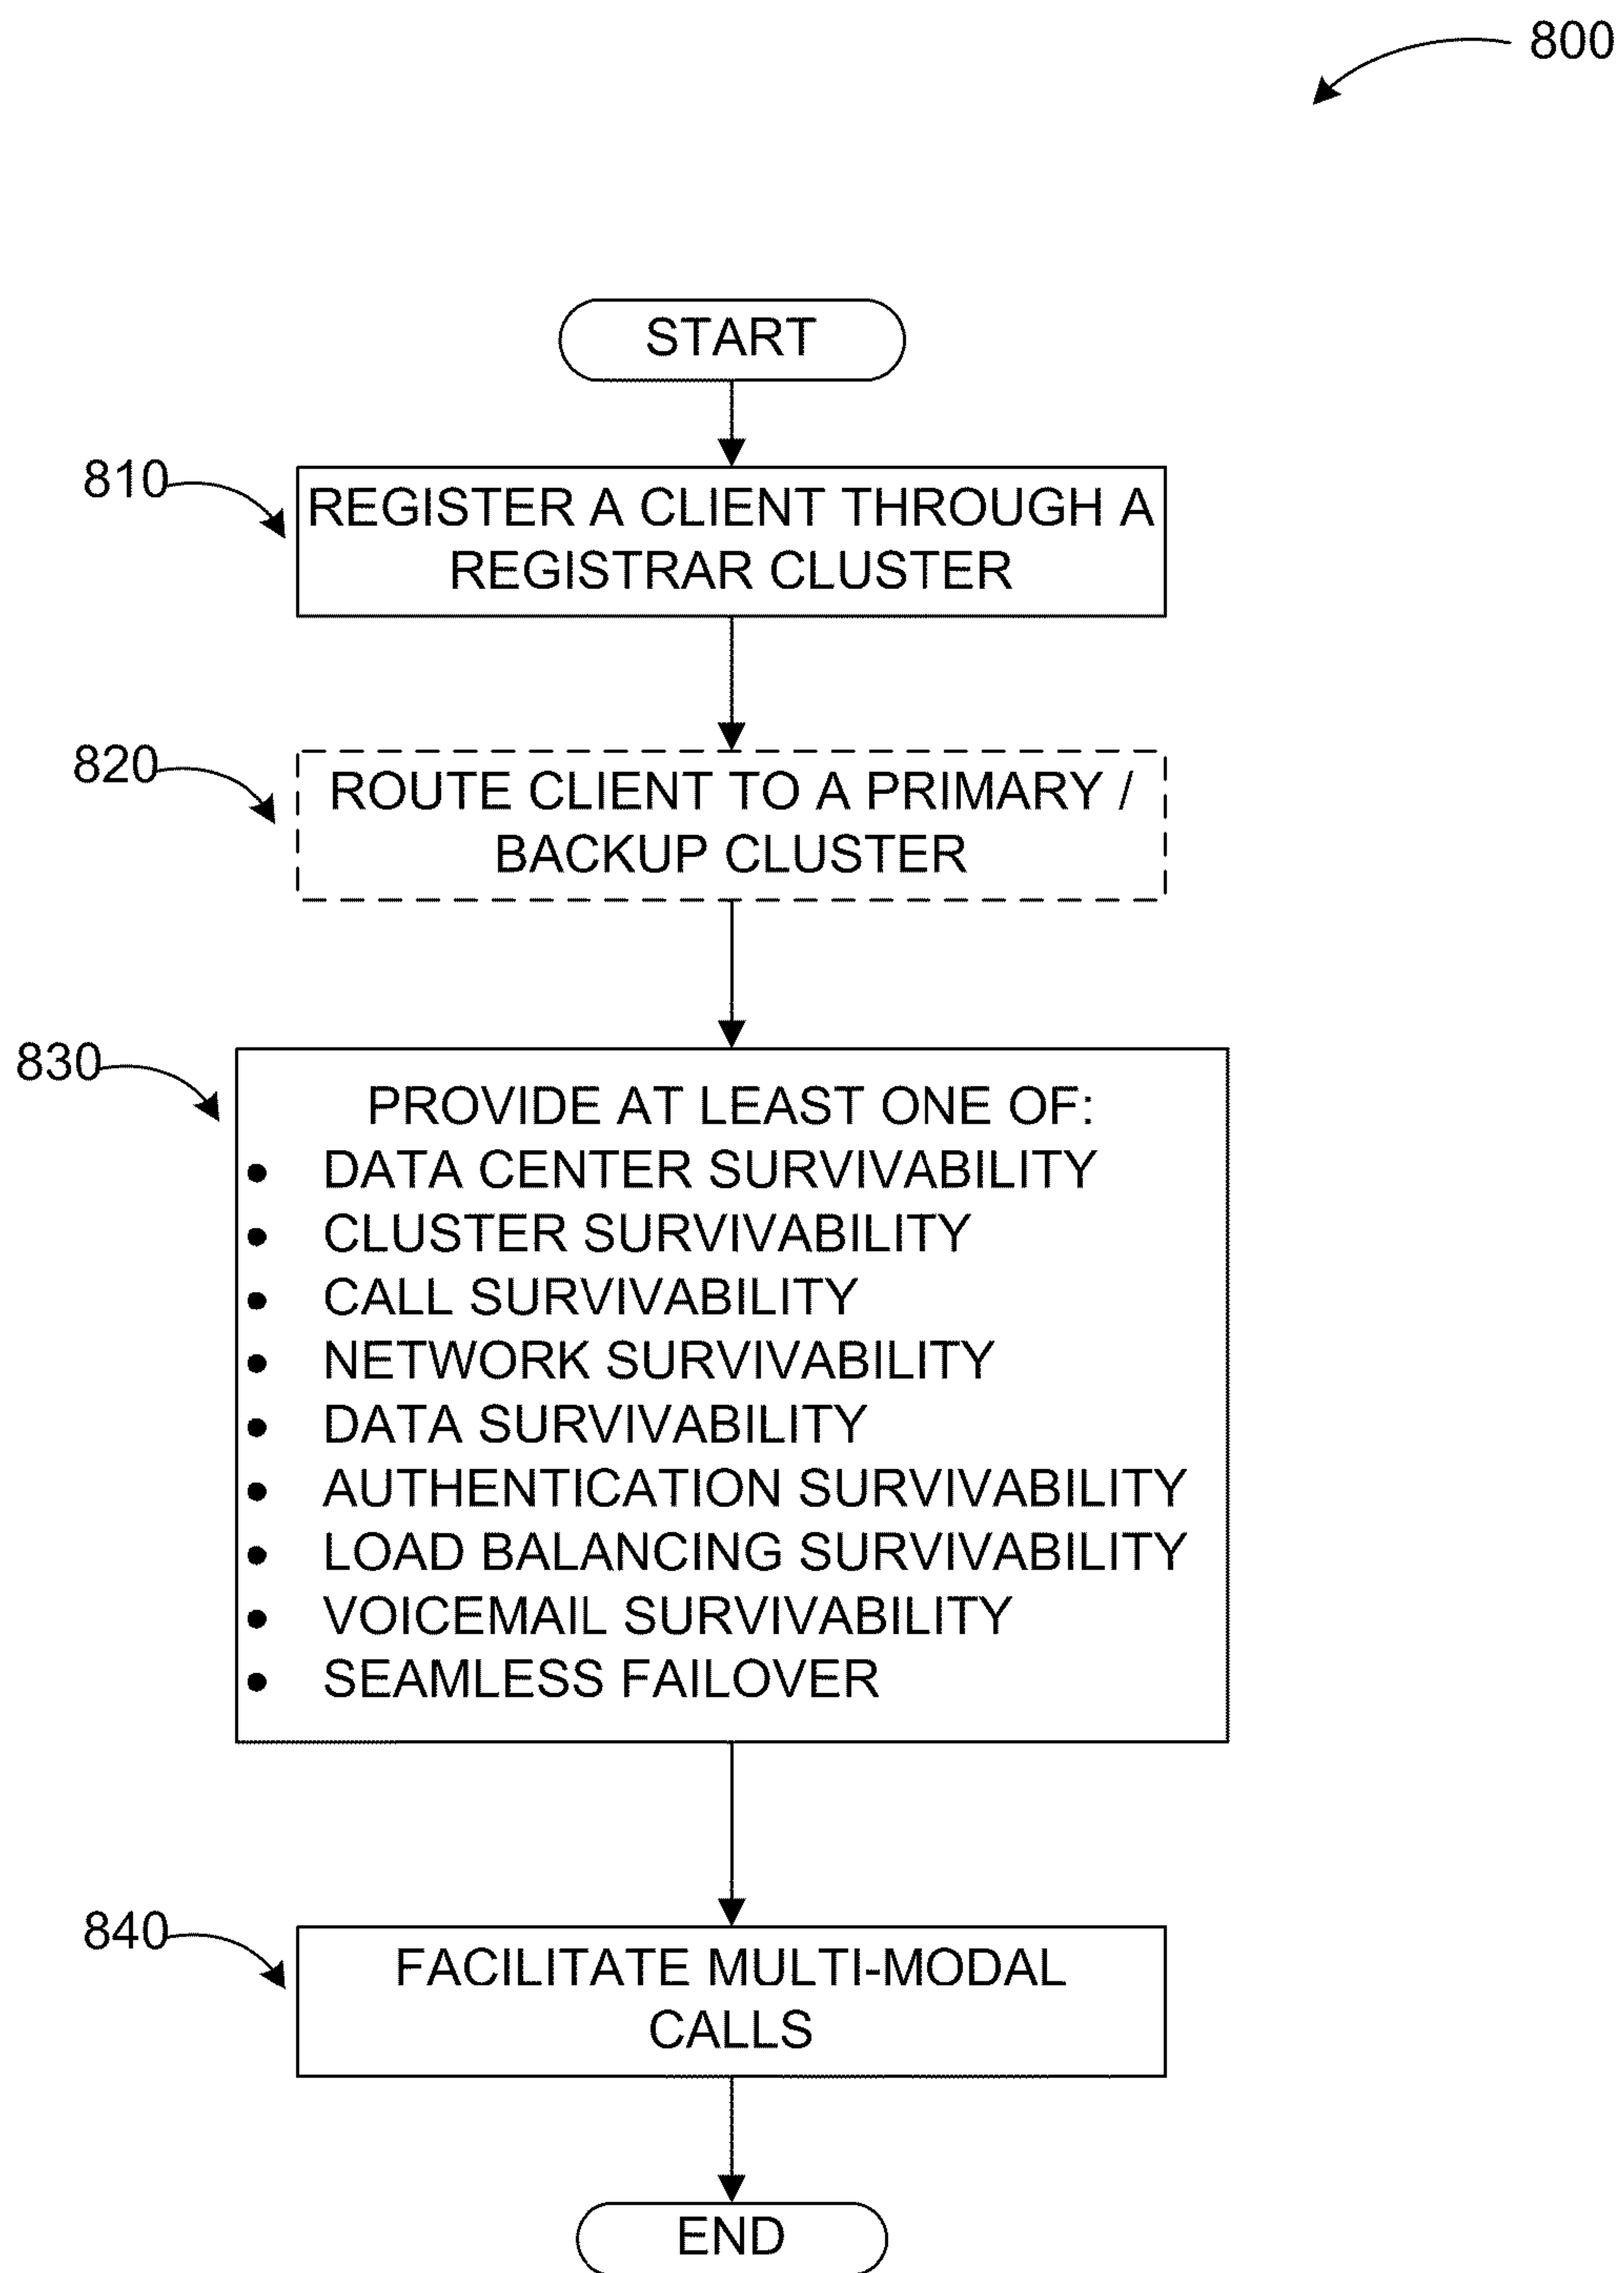 800
START
810
REGISTER A CLIENT THROUGH A
REGISTRAR CLUSTER
820
ROUTE CLIENT TO A PRIMARY /
BACKUP CLUSTER
830
PROVIDE AT LEAST ONE OF:
• DATA CENTER SURVIVABILITY
• CLUSTER SURVIVABILITY
• CALL SURVIVABILITY
• NETWORK SURVIVABILITY
• DATA SURVIVABILITY
• AUTHENTICATION SURVIVABILITY
• LOAD BALANCING SURVIVABILITY
• VOICEMAIL SURVIVABILITY
• SEAMLESS FAILOVER
840
FACILITATE MULTI-MODAL
CALLS
END